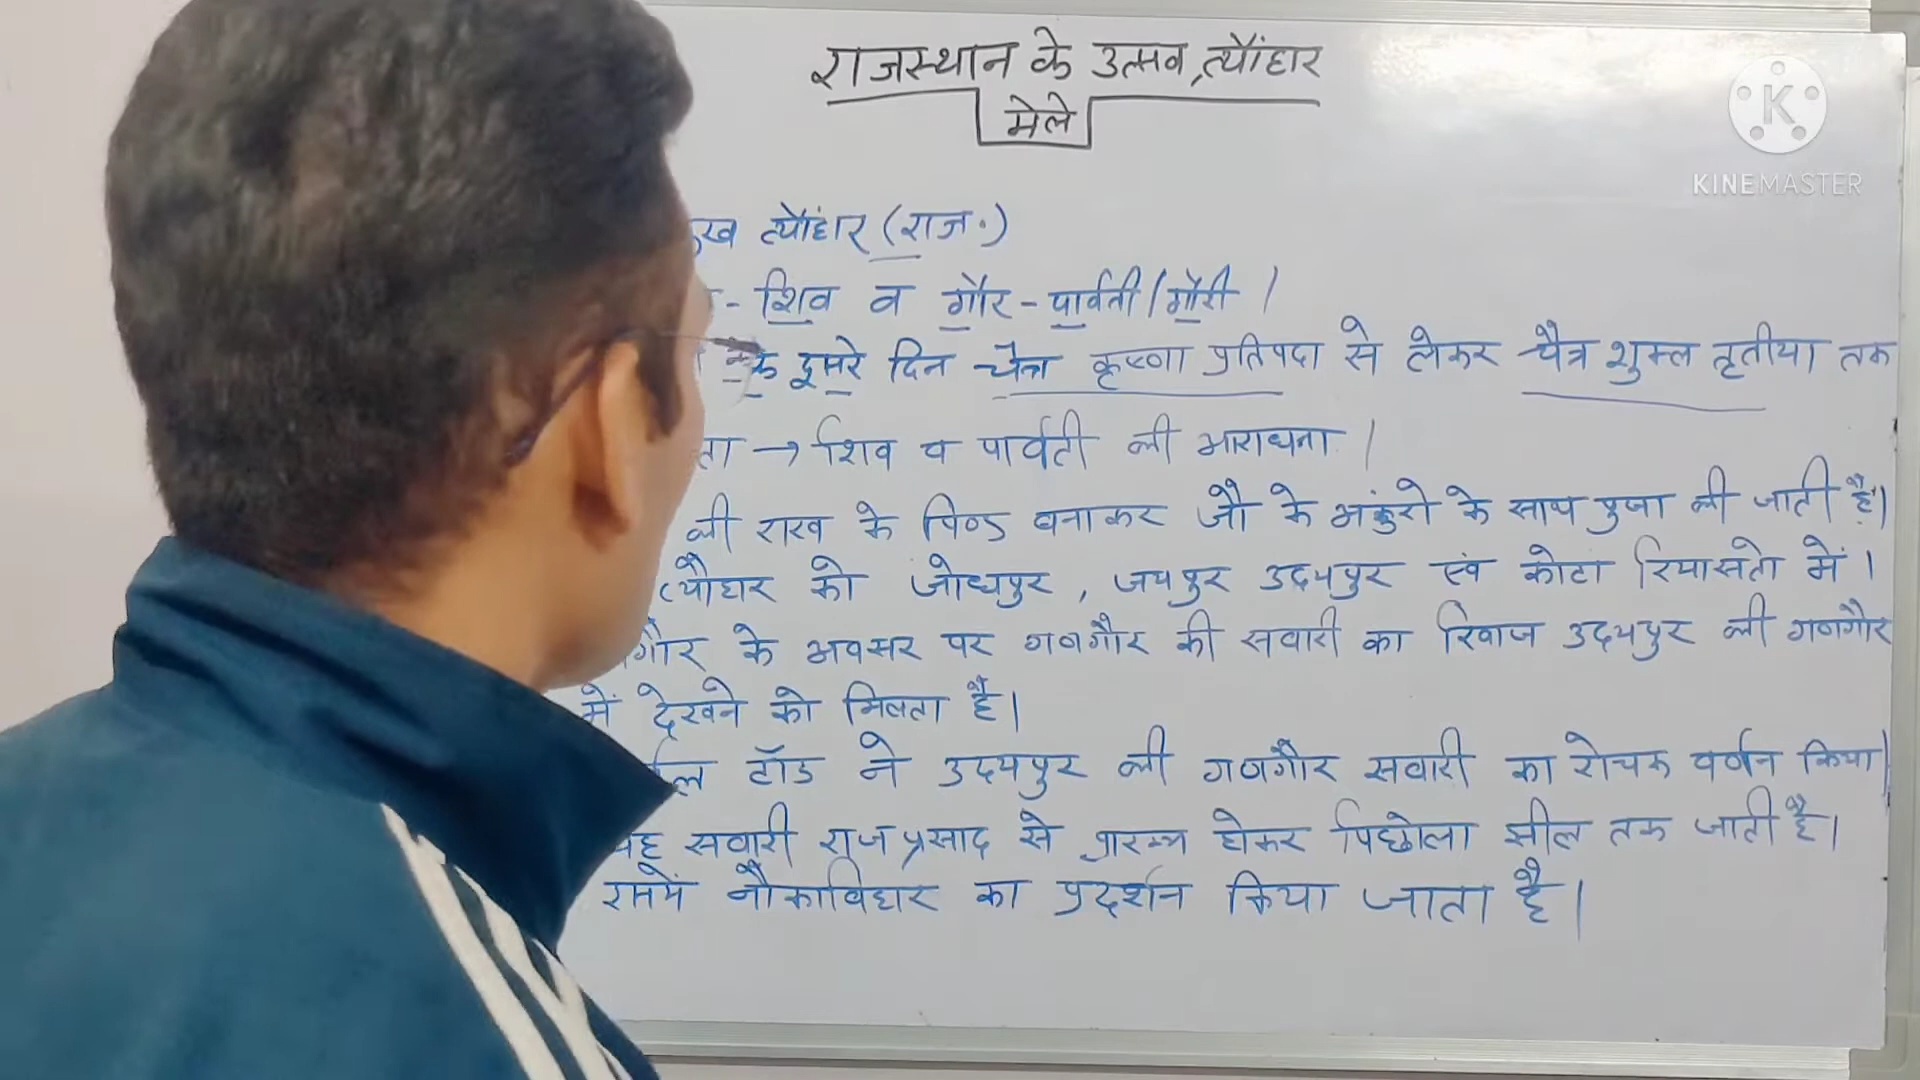 राजस्थान के उत्सव, त्यौंहार
मेले
KINEMASTER
ुख त्यौंहार (राज.)
- शिव व गौर - पार्वती/गौरी ।
के दूसरे दिन चैत्र कृष्णा प्रतिपदा से लेकर चैत्र शुक्ल तृतीया तक
ता → शिव व पार्वती की आराधना ।
की राख के पिण्ड बनाकर जौ के अंकुरो के साथ पुजा की जाती है।
त्यौहार को जोधपुर, जयपुर उदयपुर एंव कोटा रियासतो में ।
गौर के अवसर पर गणगौर की सवारी का रिवाज उदयपुर की गणगौर
में देखने को मिलता है।
ल टॉड ने उदयपुर की गणगौर सवारी का रोचक वर्णन किया।
यह सवारी राज प्रसाद से प्रारम्भ होकर पिछोला झील तक जाती है।
इसमें नौकाविहार का प्रदर्शन किया जाता है।